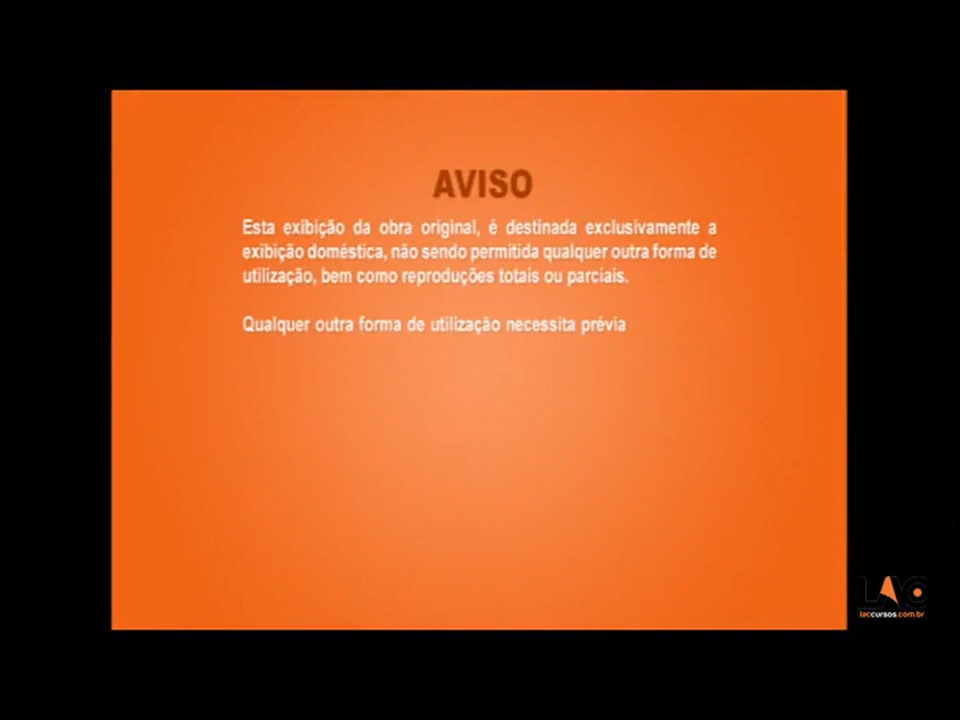 AVISO
Esta exibição da obra original, é destinada exclusivamente a
exibição doméstica, não sendo permitida qualquer outra forma de
utilização, bem como reproduções totais ou parciais.
Qualquer outra forma de utilização necessita prévia
LAC
laccursos.com.br